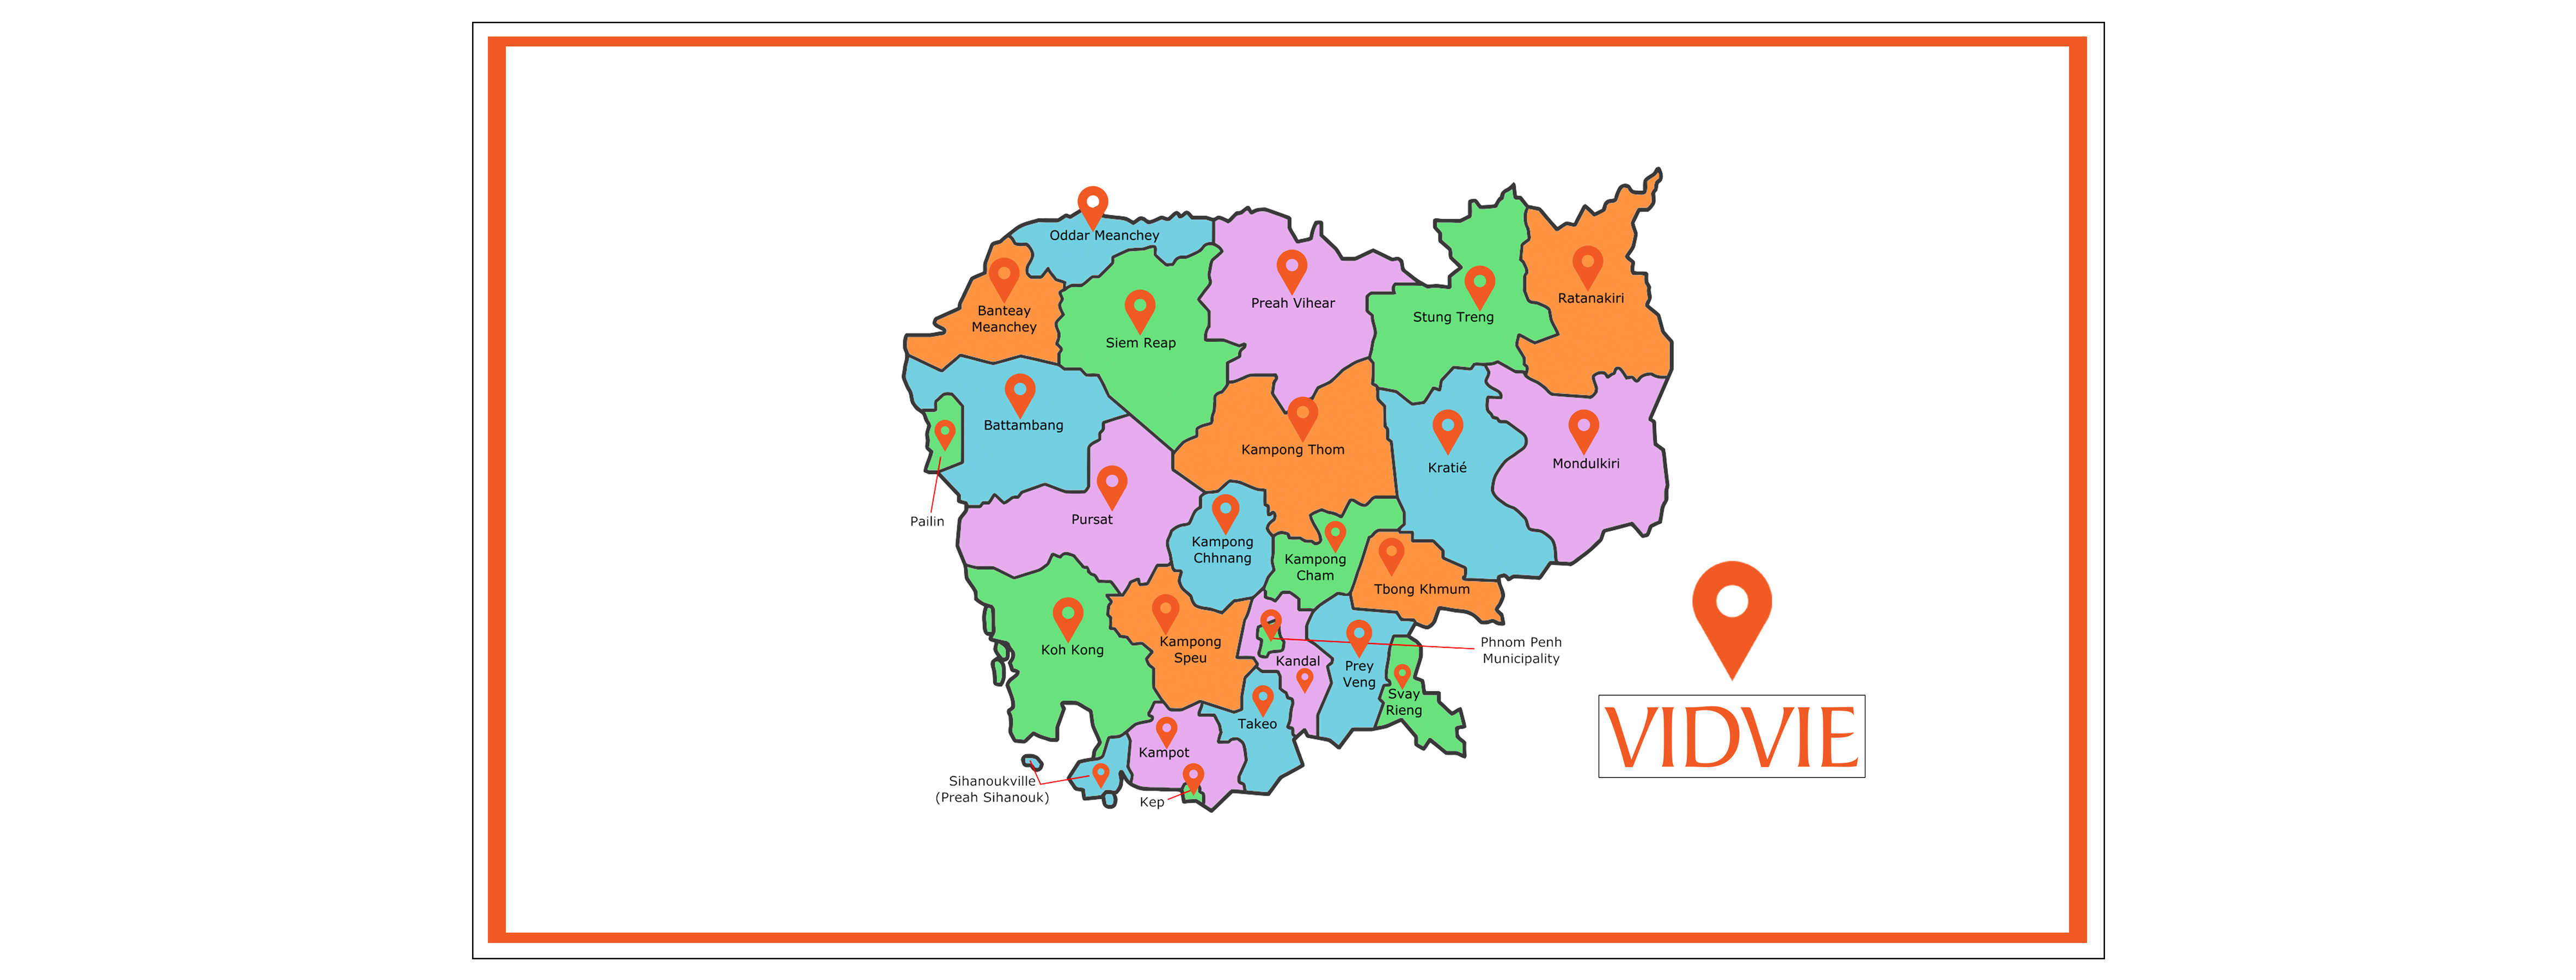 Oddar Meanchey
Banteay
Meanchey
Siem Reap
Preah Vihear
Stung Treng
Ratanakiri
Battambang
Pailin
Pursat
Kampong Thom
Kratié
Mondulkiri
Kampong
Chhnang
Kampong
Cham
Tbong Khmum
Koh Kong
Kampong
Speu
Kandal
Prey
Veng
Svay
Rieng
Phnom Penh
Municipality
Takeo
Kampot
Sihanoukville
(Preah Sihanouk)
Kep
VIDVIE